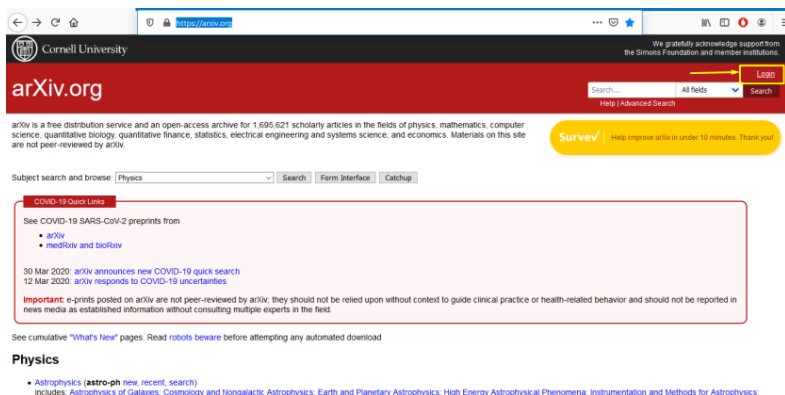 https://arxiv.org
Cornell University
We gratefully acknowledge support from
the Simons Foundation and member institutions.
Login
arXiv.org
Search...
All fields
Search
Help | Advanced Search
arXiv is a free distribution service and an open-access archive for 1,695,621 scholarly articles in the fields of physics, mathematics, computer
science, quantitative biology, quantitative finance, statistics, electrical engineering and systems science, and economics. Materials on this site
are not peer-reviewed by arXiv.
Survey
Help improve arXiv in under 10 minutes. Thank you!
Subject search and browse: Physics
Search
Form Interface
Catchup
COVID-19 Quick Links
See COVID-19 SARS-CoV-2 preprints from
• arXiv
• medRxiv and bioRxiv
30 Mar 2020: arXiv announces new COVID-19 quick search
12 Mar 2020: arXiv responds to COVID-19 uncertainties
Important: e-prints posted on arXiv are not peer-reviewed by arXiv; they should not be relied upon without context to guide clinical practice or health-related behavior and should not be reported in
news media as established information without consulting multiple experts in the field.
See cumulative "What's New" pages. Read robots beware before attempting any automated download
Physics
• Astrophysics (astro-ph new, recent, search)
includes: Astrophysics of Galaxies; Cosmology and Nongalactic Astrophysics; Earth and Planetary Astrophysics; High Energy Astrophysical Phenomena; Instrumentation and Methods for Astrophysics;